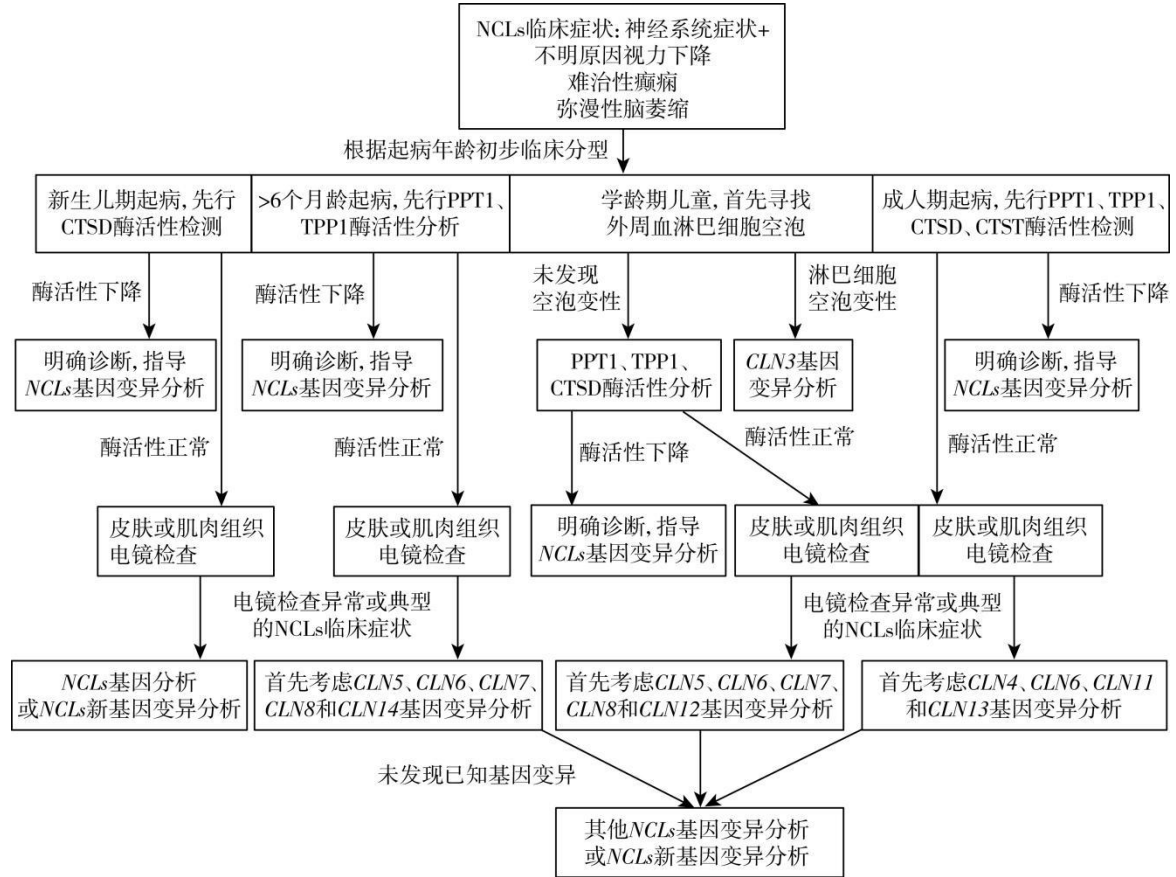 NCLs临床症状：神经系统症状+
不明原因视力下降
难治性癫痫
弥漫性脑萎缩
根据起病年龄初步临床分型
新生儿期起病，先行
CTSD酶活性检测
>6个月龄起病，先行PPT1、
TPP1酶活性分析
学龄期儿童，首先寻找
外周血淋巴细胞空泡
成人期起病，先行PPT1、TPP1、
CTSD、CTST酶活性检测
酶活性下降
酶活性下降
未发现
空泡变性
淋巴细胞
空泡变性
酶活性下降
明确诊断，指导
NCLs基因变异分析
明确诊断，指导
NCLs基因变异分析
PPT1、TPP1、
CTSD酶活性分析
CLN3基因
变异分析
明确诊断，指导
NCLs基因变异分析
酶活性正常
酶活性正常
酶活性下降
酶活性正常
酶活性正常
皮肤或肌肉组织
电镜检查
皮肤或肌肉组织
电镜检查
明确诊断，指导
NCLs基因变异分析
皮肤或肌肉组织
电镜检查
皮肤或肌肉组织
电镜检查
电镜检查异常或典型
的NCLs临床症状
电镜检查异常或典型
的NCLs临床症状
NCLs基因分析
或NCLs新基因变异分析
首先考虑CLN5、CLN6、CLN7、
CLN8和CLN14基因变异分析
首先考虑CLN5、CLN6、CLN7、
CLN8和CLN12基因变异分析
首先考虑CLN4、CLN6、CLN11
和CLN13基因变异分析
未发现已知基因变异
其他NCLs基因变异分析
或NCLs新基因变异分析